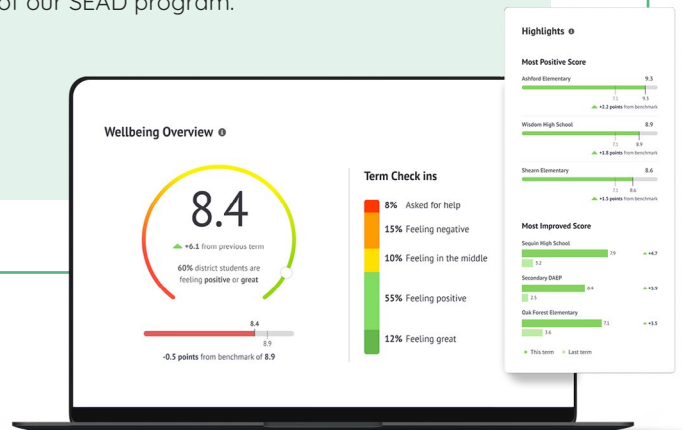 of our SEAD program.
Wellbeing Overview
8.4
+6.1 from previous term
60% district students are
feeling positive or great
8.4
8.9
-0.5 points from benchmark of 8.9
Term Check ins
8% Asked for help
15% Feeling negative
10% Feeling in the middle
55% Feeling positive
12% Feeling great
Highlights
Most Positive Score
Ashford Elementary 9.3
7.1 9.3
+2.2 points from benchmark
Wisdom High School 8.9
7.1 8.9
+1.8 points from benchmark
Shearn Elementary 8.6
7.1 8.6
+1.5 points from benchmark
Most Improved Score
Sequin High School
7.9 +4.7
3.2
Secondary DAEP
6.4 +3.9
2.5
Oak Forest Elementary
7.1 +3.5
3.6
This term Last term